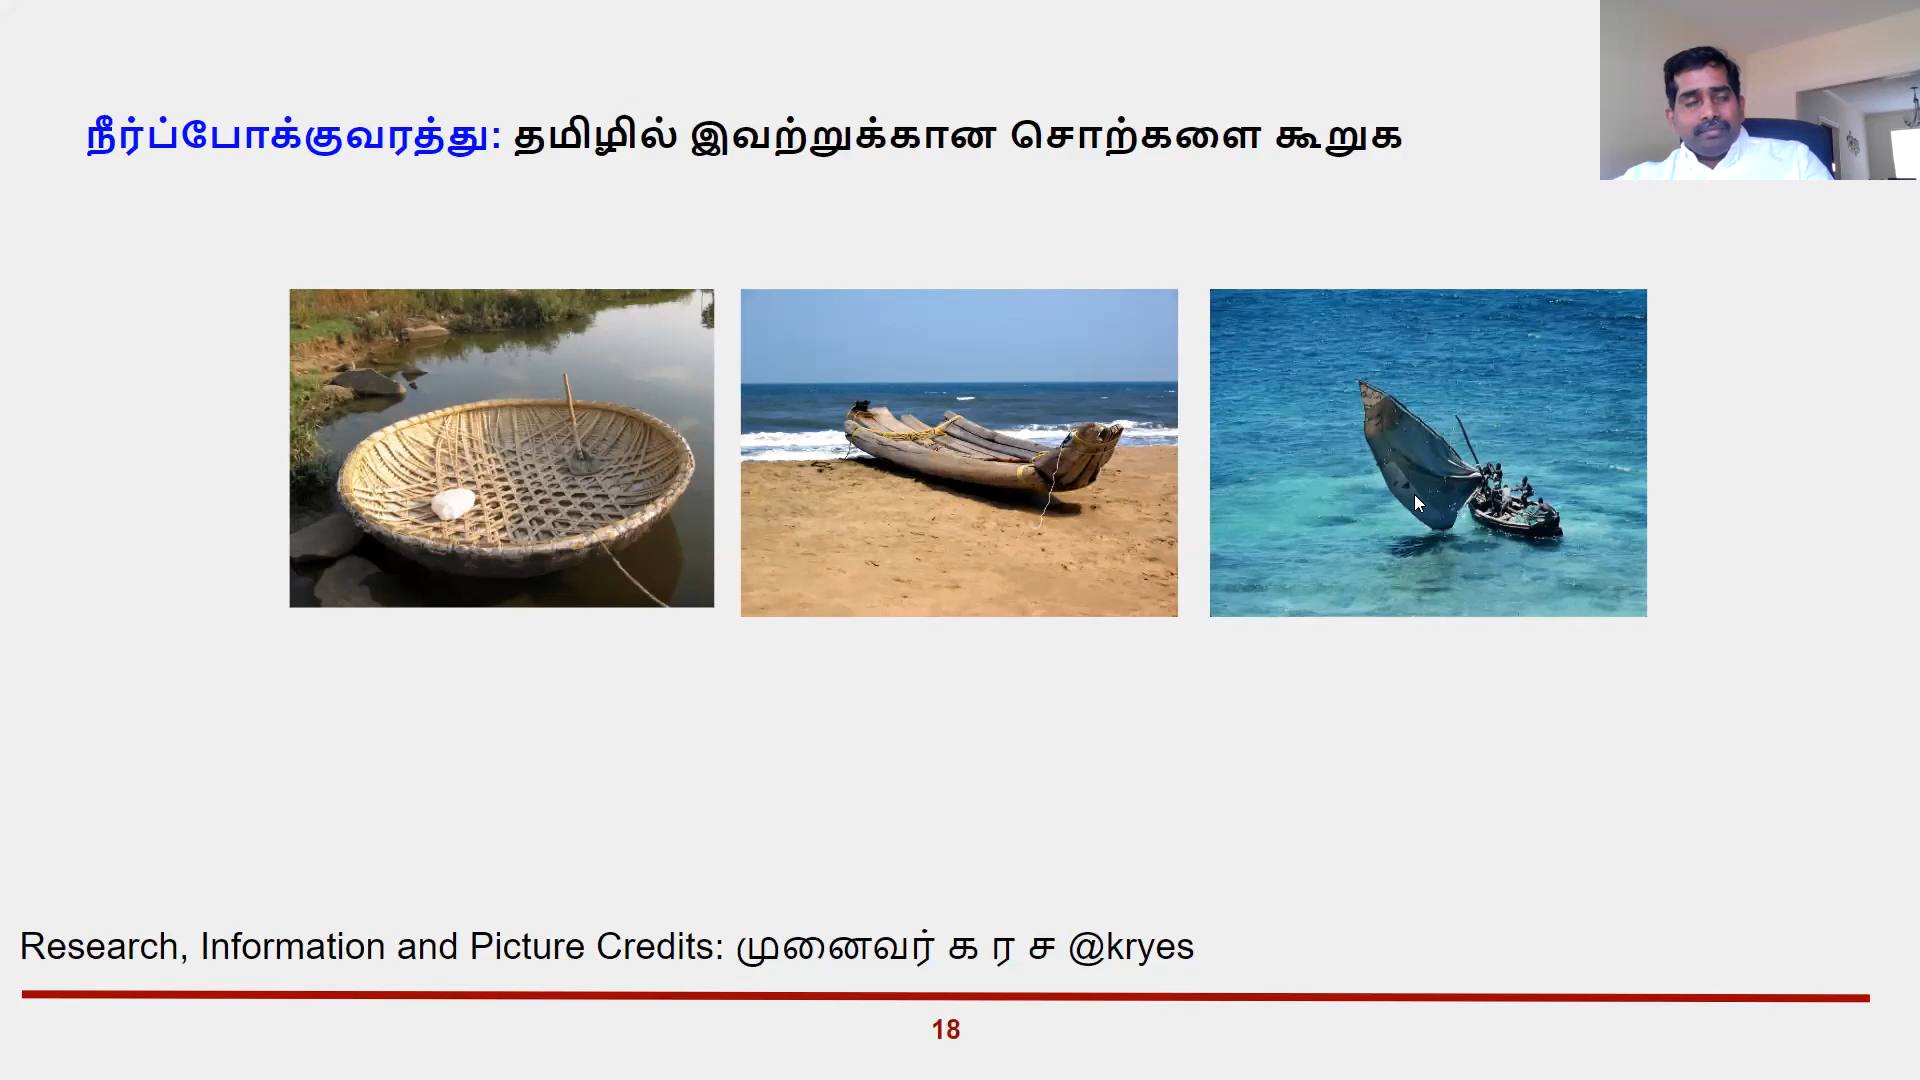 நீர்ப்போக்குவரத்து: தமிழில் இவற்றுக்கான சொற்களை கூறுக
Research, Information and Picture Credits: முனைவர் க ர ச @kryes
18